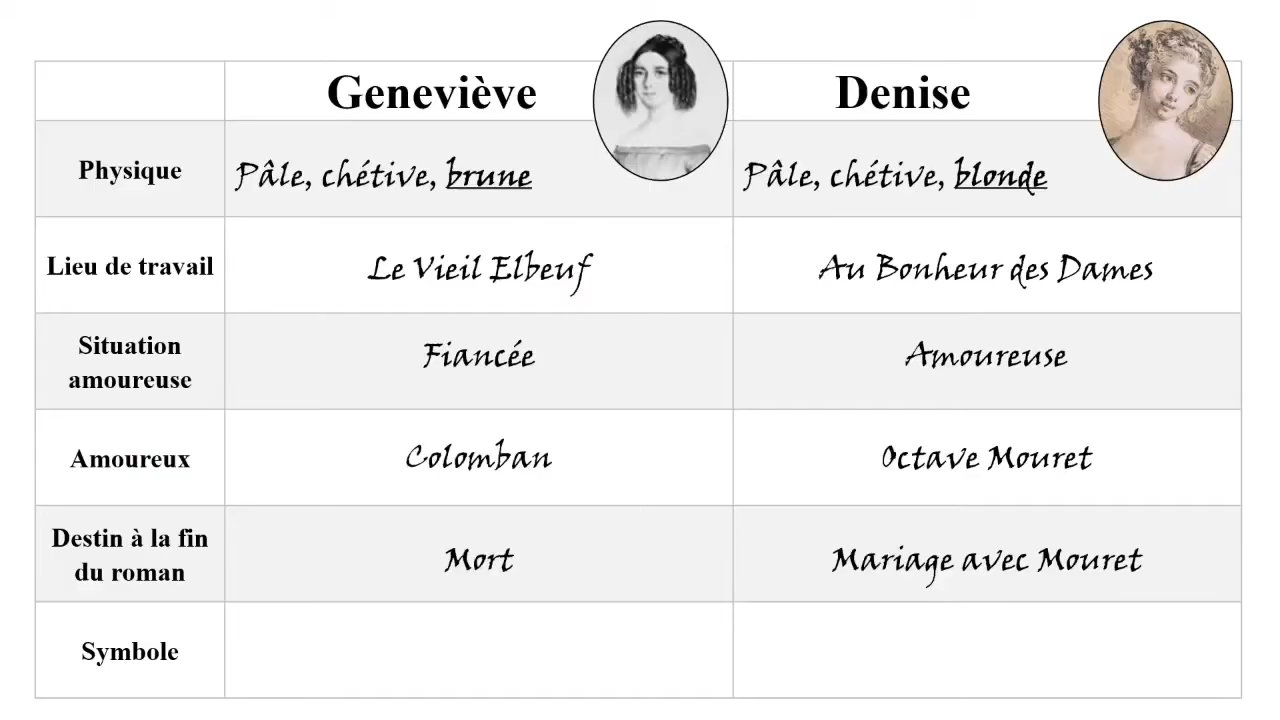 Geneviève Denise
Physique Pâle, chétive, brune Pâle, chétive, blonde
Lieu de travail Le Vieil Elbeuf Au Bonheur des Dames
Situation
amoureuse Fiancée Amoureuse
Amoureux Colomban Octave Mouret
Destin à la fin
du roman Mort Mariage avec Mouret
Symbole